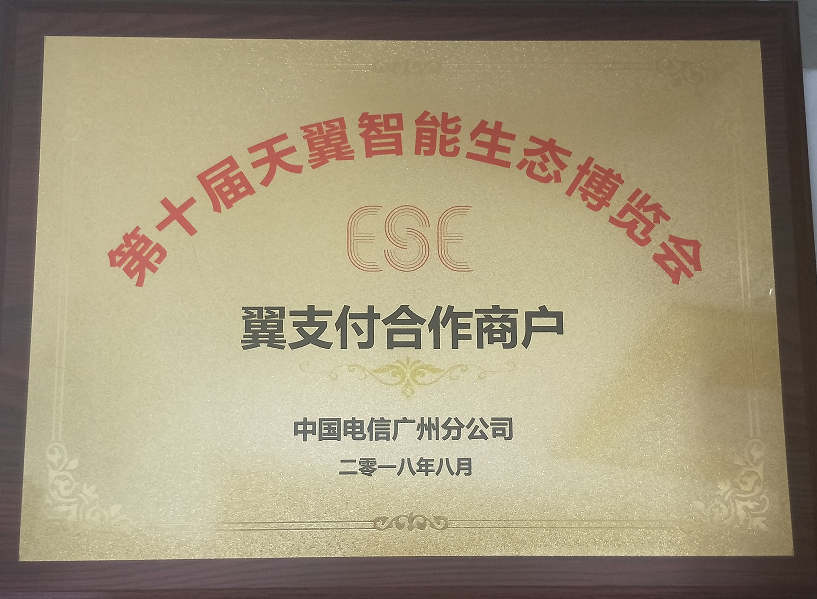 第十届天翼智能生态博览会
ESE
翼支付合作商户
中国电信广州分公司
二零一八年八月